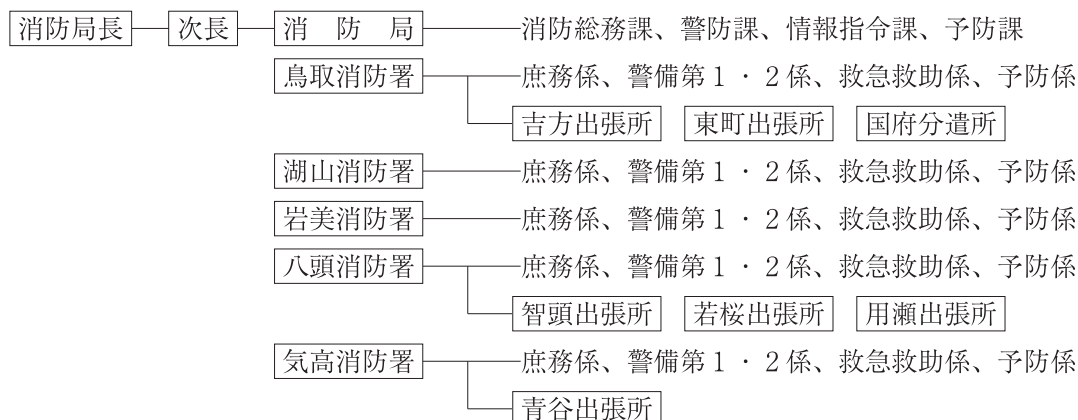 消防局長 次長 消防局 消防総務課、警防課、情報指令課、予防課
鳥取消防署 庶務係、警備第1・2係、救急救助係、予防係
吉方出張所 東町出張所 国府分遣所
湖山消防署 庶務係、警備第1・2係、救急救助係、予防係
岩美消防署 庶務係、警備第1・2係、救急救助係、予防係
八頭消防署 庶務係、警備第1・2係、救急救助係、予防係
智頭出張所 若桜出張所 用瀬出張所
気高消防署 庶務係、警備第1・2係、救急救助係、予防係
青谷出張所